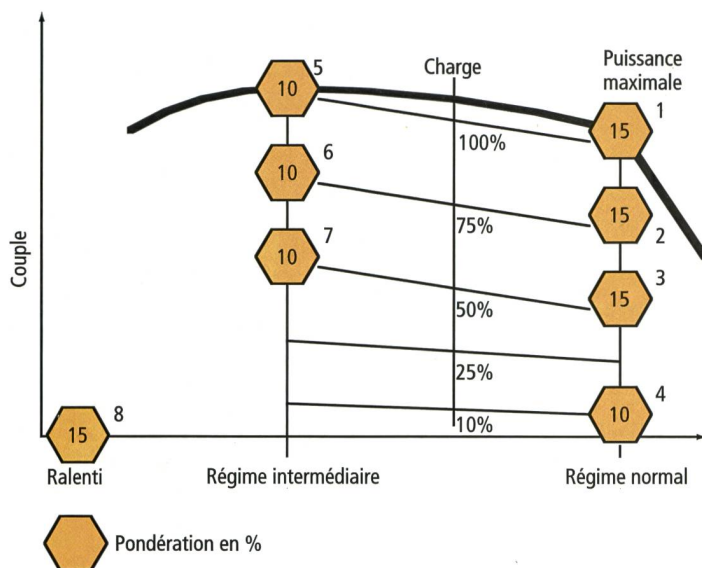 5
Charge
Puissance
maximale
10
1
15
100%
6
10
15
75%
2
7
10
3
15
50%
Couple
25%
4
8
10
15
10%
Ralenti
Régime intermédiaire
Régime normal
Pondération en %